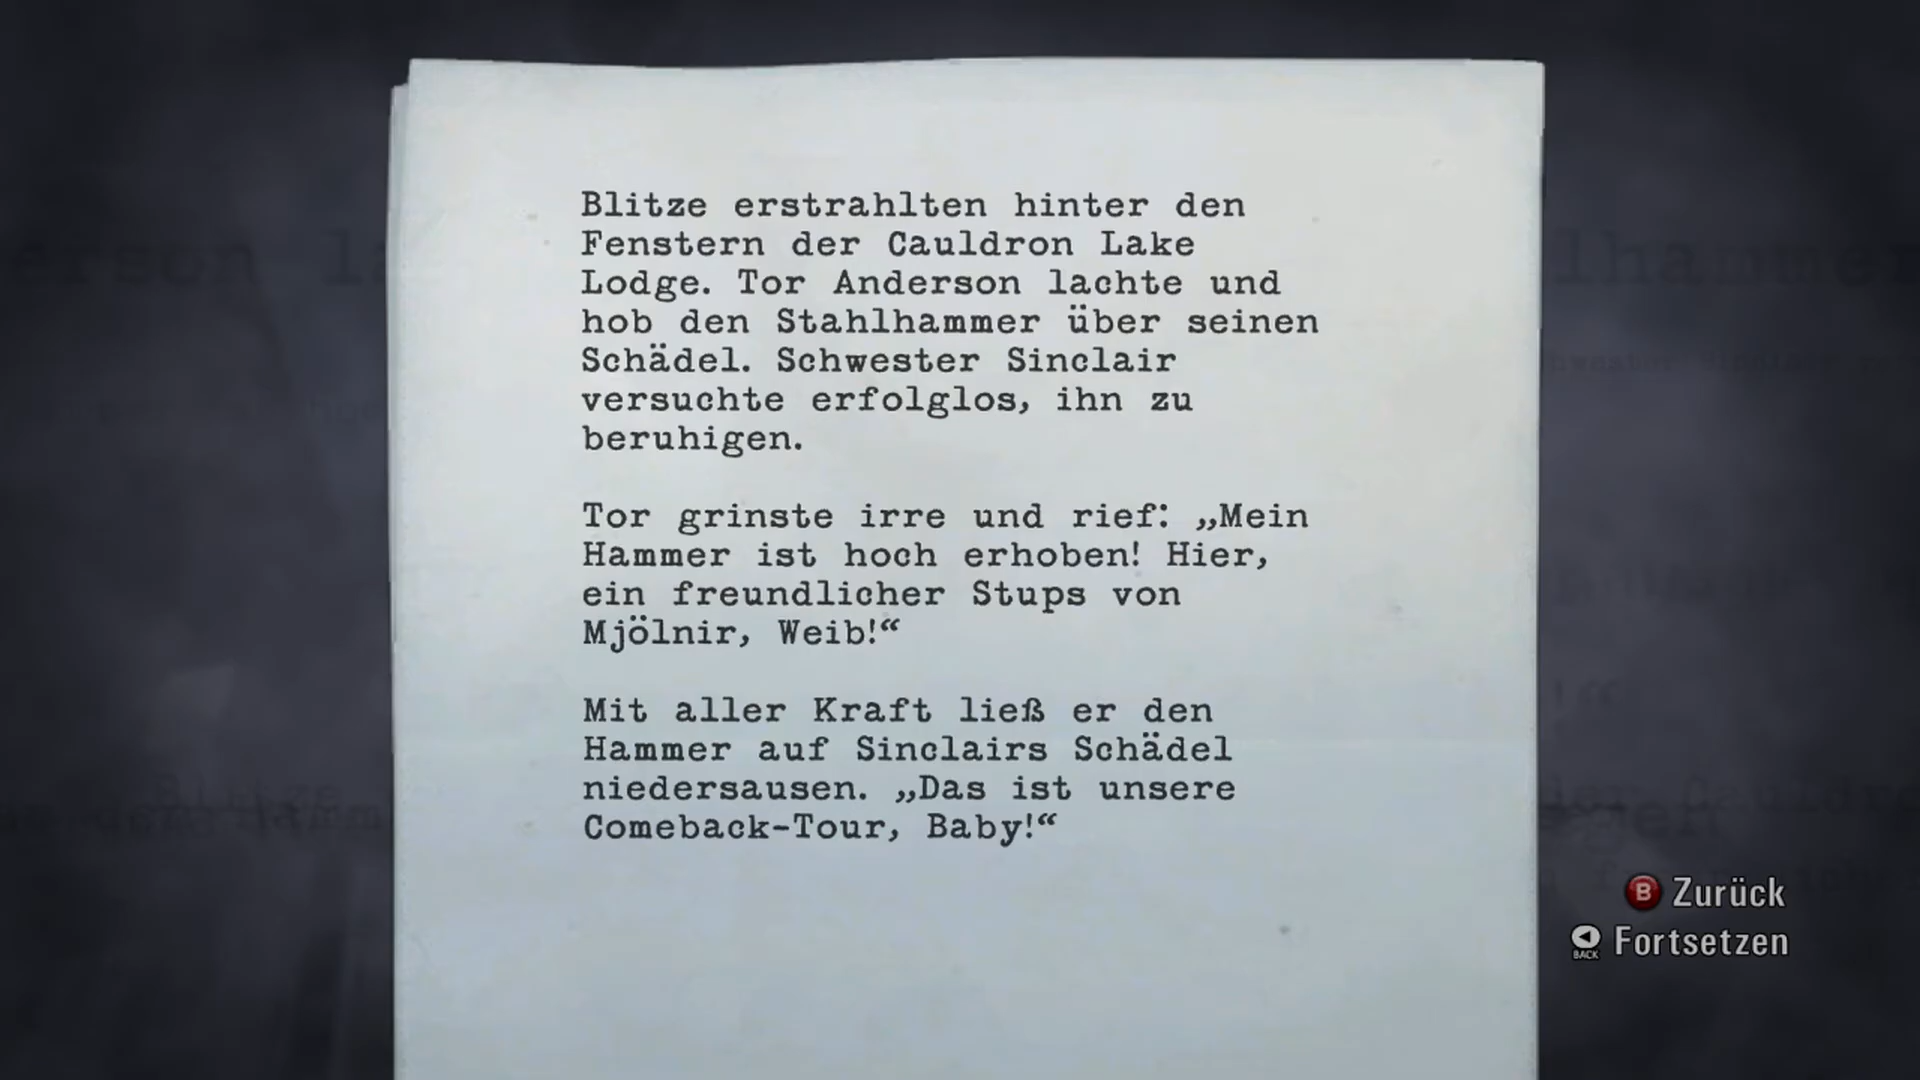 Blitze erstrahlten hinter den
Fenstern der Cauldron Lake
Lodge. Tor Anderson lachte und
hob den Stahlhammer über seinen
Schädel. Schwester Sinclair
versuchte erfolglos, ihn zu
beruhigen.
Tor grinste irre und rief: „Mein
Hammer ist hoch erhoben! Hier,
ein freundlicher Stups von
Mjölnir, Weib!“
Mit aller Kraft ließ er den
Hammer auf Sinclairs Schädel
niedersausen. „Das ist unsere
Comeback-Tour, Baby!“
B Zurück
BACK Fortsetzen